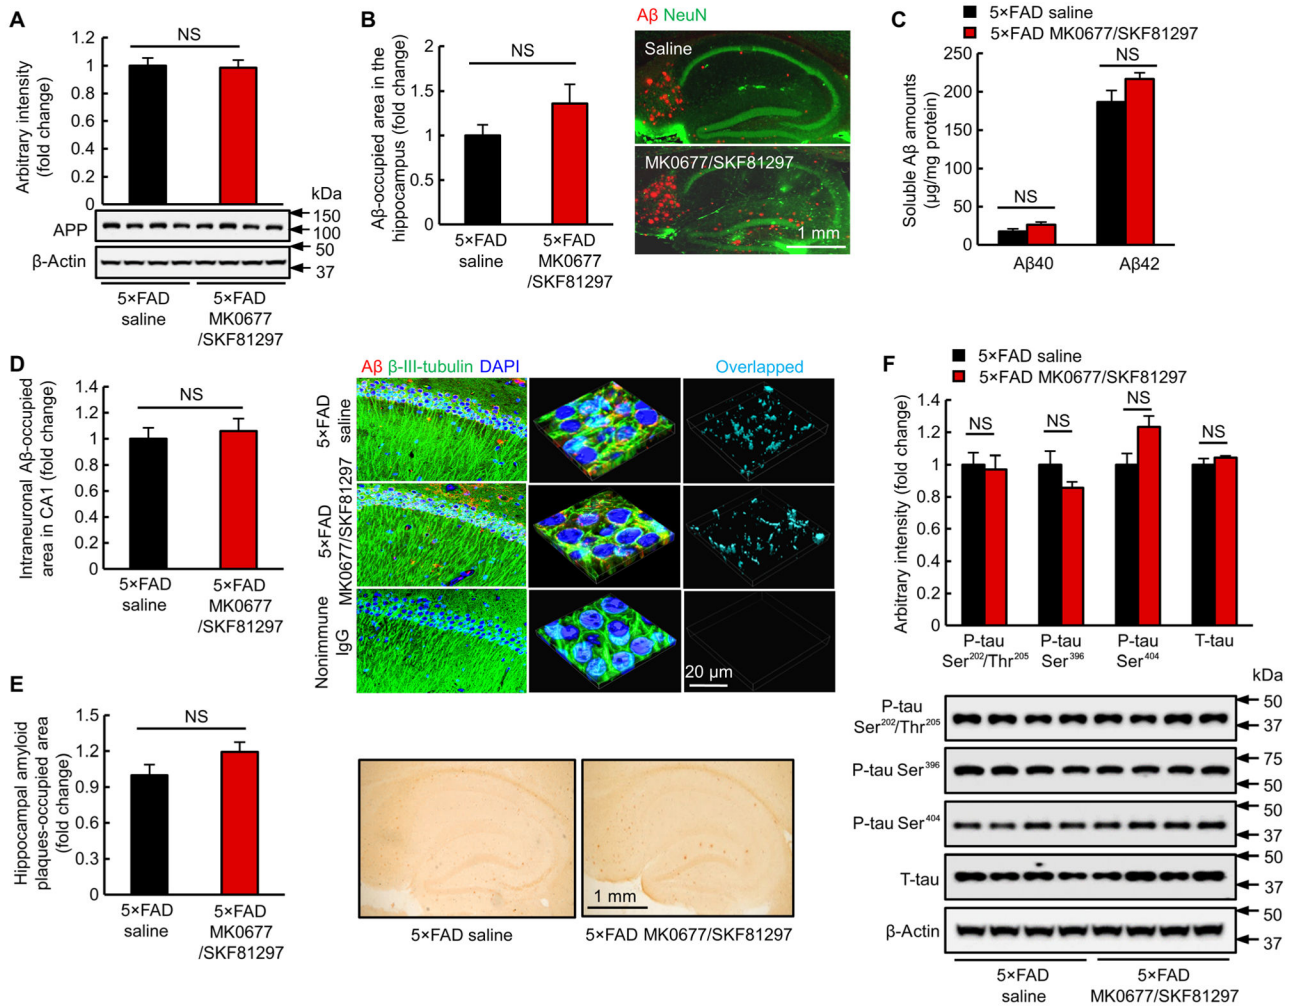 A
Arbitrary intensity
(fold change)
1.2
1
0.8
0.6
0.4
0.2
0
NS
kDa
APP
150
100
β-Actin
50
37
5×FAD
saline
5×FAD
MK0677
/SKF81297
B
Aβ-occupied area in the
hippocampus (fold change)
2
1.5
1
0.5
0
NS
5×FAD
saline
5×FAD
MK0677
/SKF81297
Aβ NeuN
Saline
MK0677/SKF81297
1 mm
C
5×FAD saline
5×FAD MK0677/SKF81297
Soluble Aβ amounts
(µg/mg protein)
250
200
150
100
50
0
NS
NS
Aβ40
Aβ42
D
Intraneuronal Aβ-occupied
area in CA1 (fold change)
1.4
1.2
1
0.8
0.6
0.4
0.2
0
NS
5×FAD
saline
5×FAD
MK0677
/SKF81297
Aβ β-III-tubulin DAPI
Overlapped
5×FAD
saline
5×FAD
MK0677/SKF81297
Nonimmune
IgG
20 µm
E
Hippocampal amyloid
plaques-occupied area
(fold change)
1.5
1.2
0.9
0.6
0.3
0
NS
5×FAD
saline
5×FAD
MK0677
/SKF81297
1 mm
5×FAD saline
5×FAD MK0677/SKF81297
F
5×FAD saline
5×FAD MK0677/SKF81297
Arbitrary intensity (fold change)
1.4
1.2
1
0.8
0.6
0.4
0.2
0
NS
NS
NS
NS
P-tau
Ser202/Thr205
P-tau
Ser396
P-tau
Ser404
T-tau
kDa
P-tau
Ser202/Thr205
50
37
P-tau Ser396
75
50
P-tau Ser404
50
37
T-tau
50
37
β-Actin
50
37
5×FAD
saline
5×FAD
MK0677/SKF81297